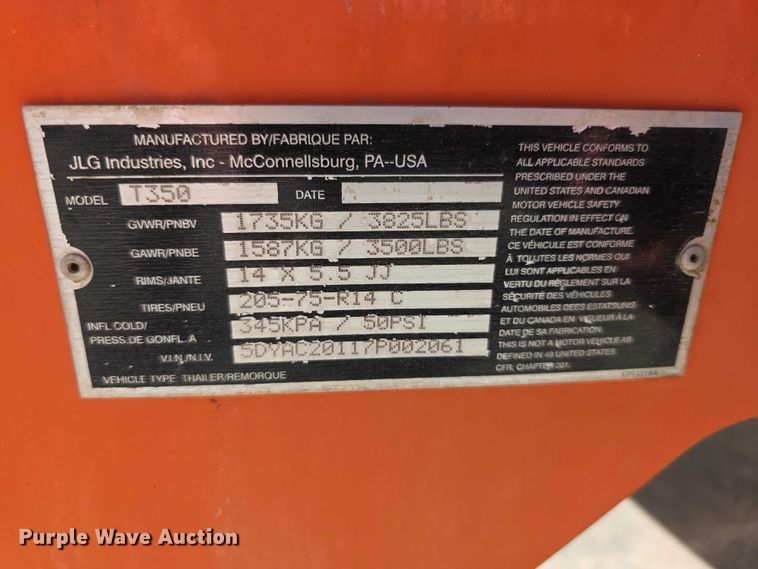 MANUFACTURED BY/FABRIQUE PAR:
JLG Industries, Inc - McConnellsburg, PA--USA
MODEL T350 DATE
GVWR/PNBV 1735KG / 3825LBS
GAWR/PNBE 1587KG / 3500LBS
RIMS/JANTE 14 X 5.5 JJ
TIRES/PNEU 205-75-R14 C
INFL COLD/
PRESS.DE GONFL A 345KPA / 50PSI
V.I.N./N.I.V. 5DYAC20117P002061
VEHICLE TYPE: THAILER/REMORQUE
THIS VEHICLE CONFORMS TO
ALL APPLICABLE STANDARDS
PRESCRIBED UNDER THE
UNITED STATES AND CANADIAN
MOTOR VEHICLE SAFETY
REGULATION IN EFFECT ON
THE DATE OF MANUFACTURE.
CE VÉHICULE EST CONFORME
À TOUTES LES NORMES QUI
LUI SONT APPLICABLES EN
VERTU DU RÈGLEMENT SUR LA
SÉCURITÉ DES VÉHICULES
AUTOMOBILES DES ETATSUNIS
ET DU CANADA EN VIGUEUR À LA
DATE DE SA FABRICATION.
THIS IS NOT A MOTOR VEHICLE AS
DEFINED IN 49 UNITED STATES
CFR, CHAPTER 301.
Purple Wave Auction